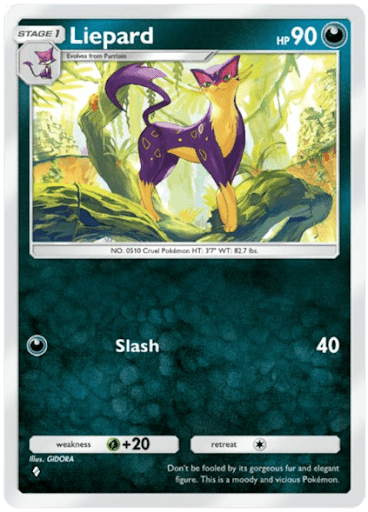 STAGE 1 Liepard HP 90
Evolves from Purrloin
NO. 0510 Cruel Pokémon HT: 3'7" WT: 82.7 lbs.
Slash 40
weakness +20 retreat
Illus. GIDORA
Don't be fooled by its gorgeous fur and elegant
figure. This is a moody and vicious Pokémon.